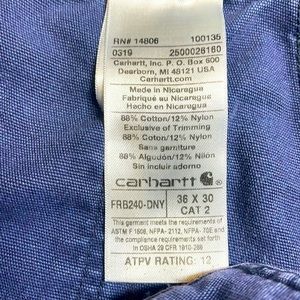 RN# 14806 100135
0319 2500026160
Carhartt, Inc. P.O. Box 600
Dearborn, MI 48121 USA
Carhartt.com
Made in Nicaragua
Fabriqué au Nicaragua
Hecho en Nicaragua
88% Cotton/12% Nylon
Exclusive of Trimming
88% Coton/12% Nylon
Sans garniture
88% Algodón/12% Nilon
Sin incluir adorno
carhartt
FRB240-DNY 36 X 30
CAT 2
This garment meets the requirements of
ASTM F 1506, NFPA- 2112, NFPA- 70E and
the compliance requirements set forth
in OSHA 29 CFR 1910-269
ATPV RATING: 12